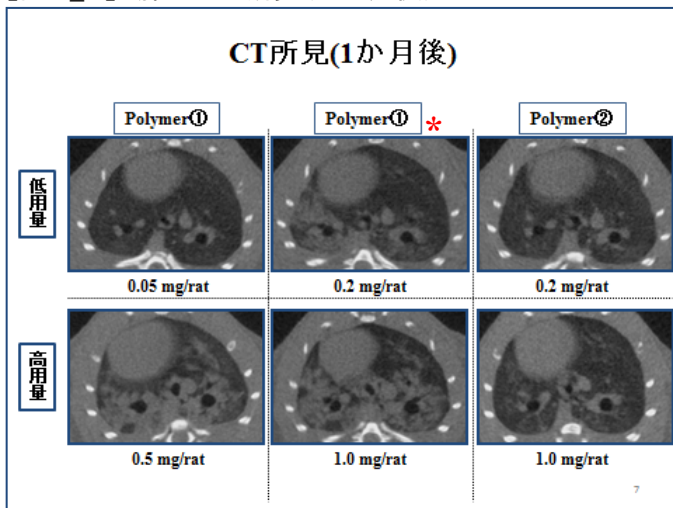 CT所見(1か月後)
Polymer① Polymer① * Polymer②
低用量
0.05 mg/rat 0.2 mg/rat 0.2 mg/rat
高用量
0.5 mg/rat 1.0 mg/rat 1.0 mg/rat
7